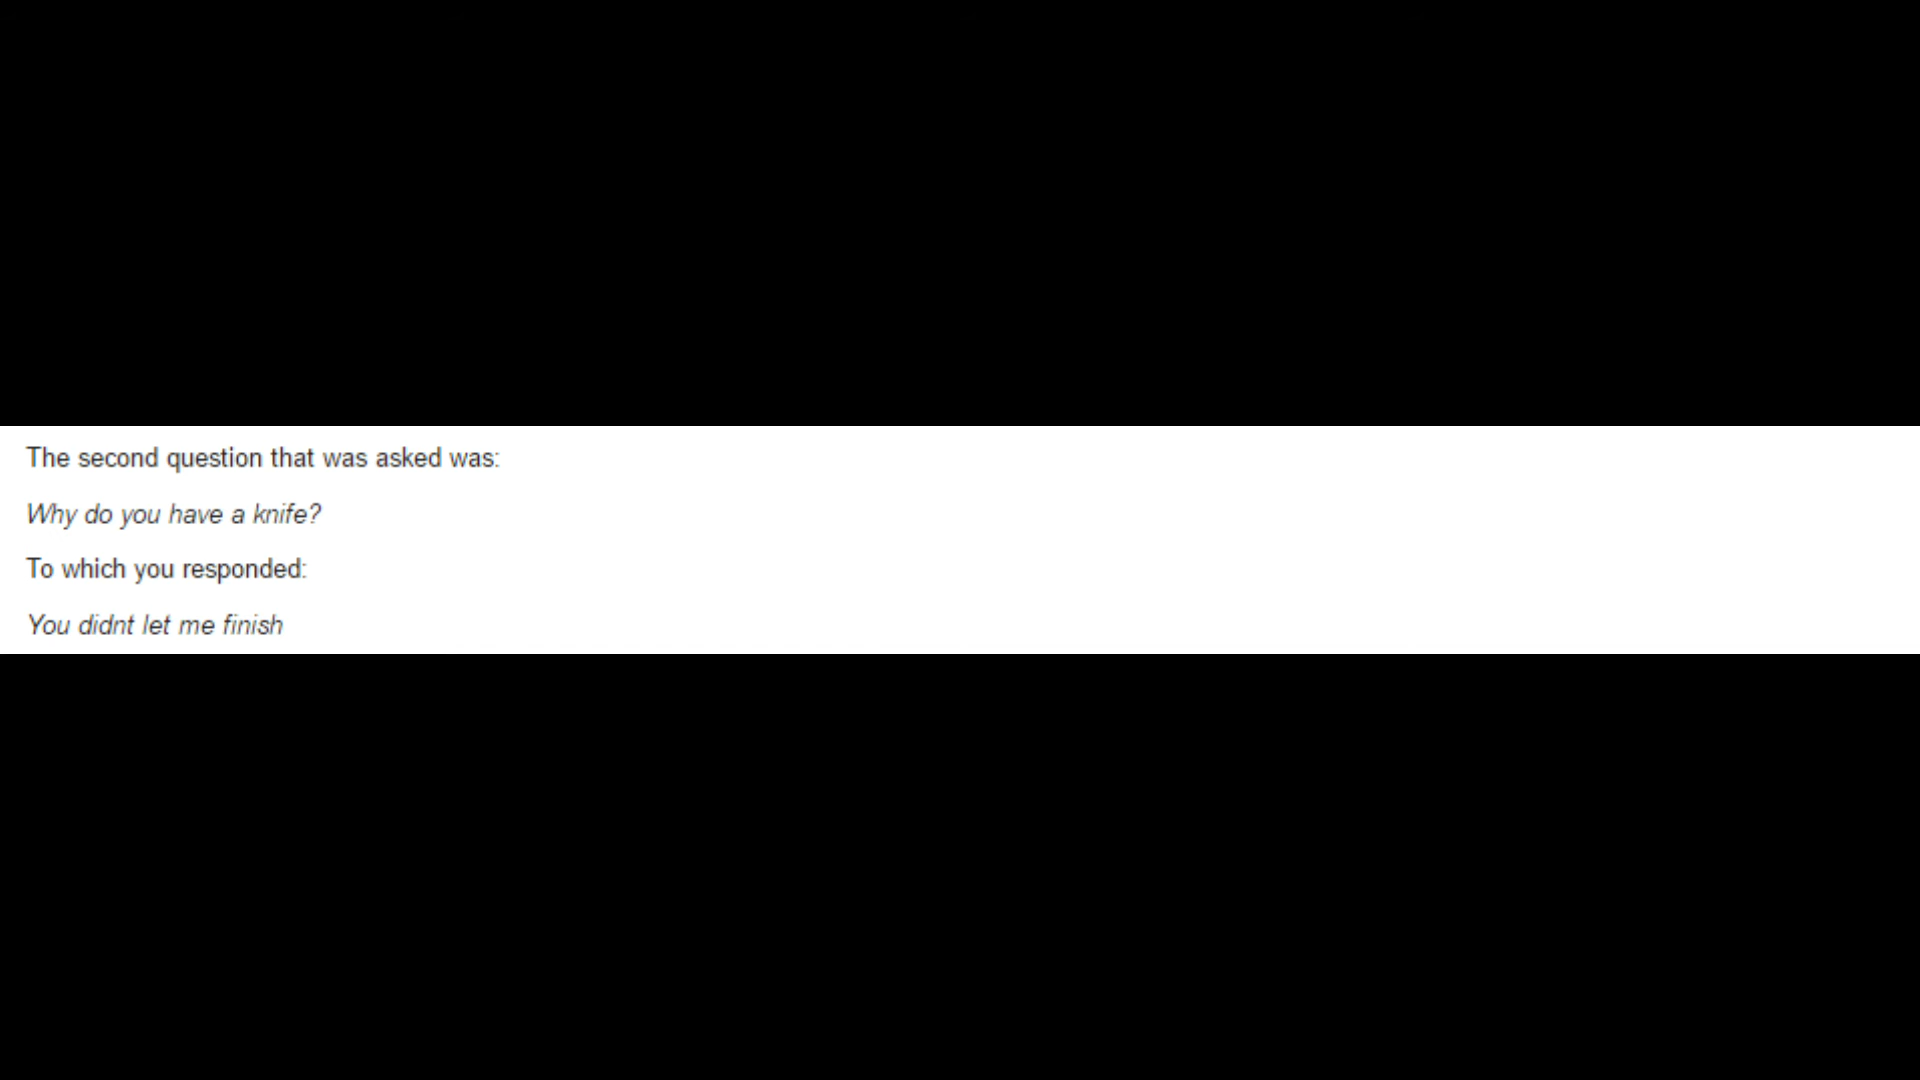 The second question that was asked was:
Why do you have a knife?
To which you responded:
You didnt let me finish